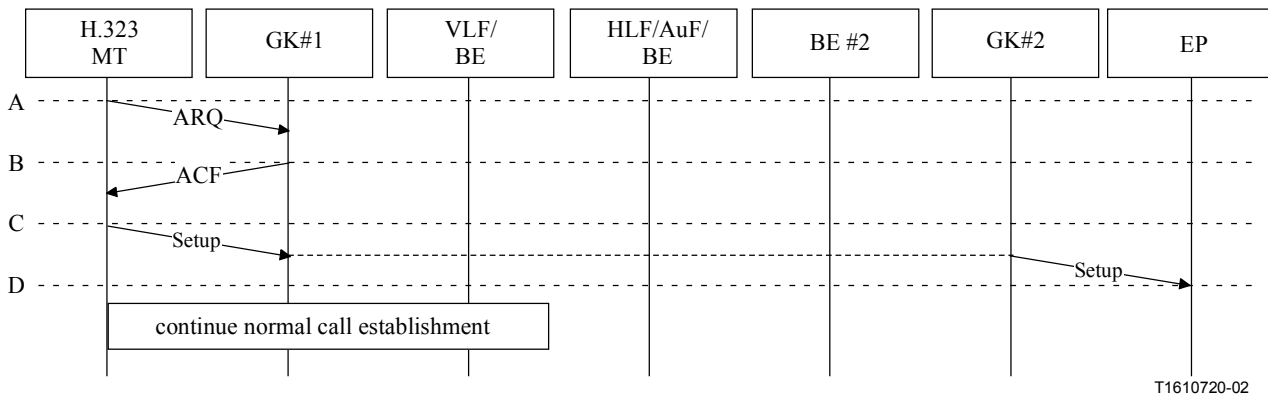 H.323
MT
GK#1
VLF/
BE
HLF/AuF/
BE
BE #2
GK#2
EP
A
ARQ
B
ACF
C
Setup
Setup
D
continue normal call establishment
T1610720-02